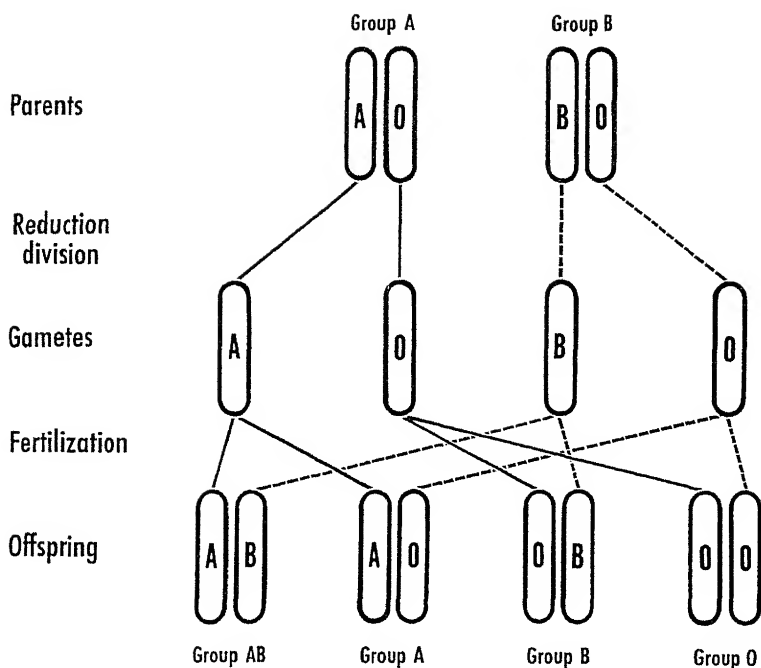 Group A Group B
Parents
A O B O
Reduction
division
Gametes
A O B O
Fertilization
Offspring
A B A O O B O O
Group AB Group A Group B Group O